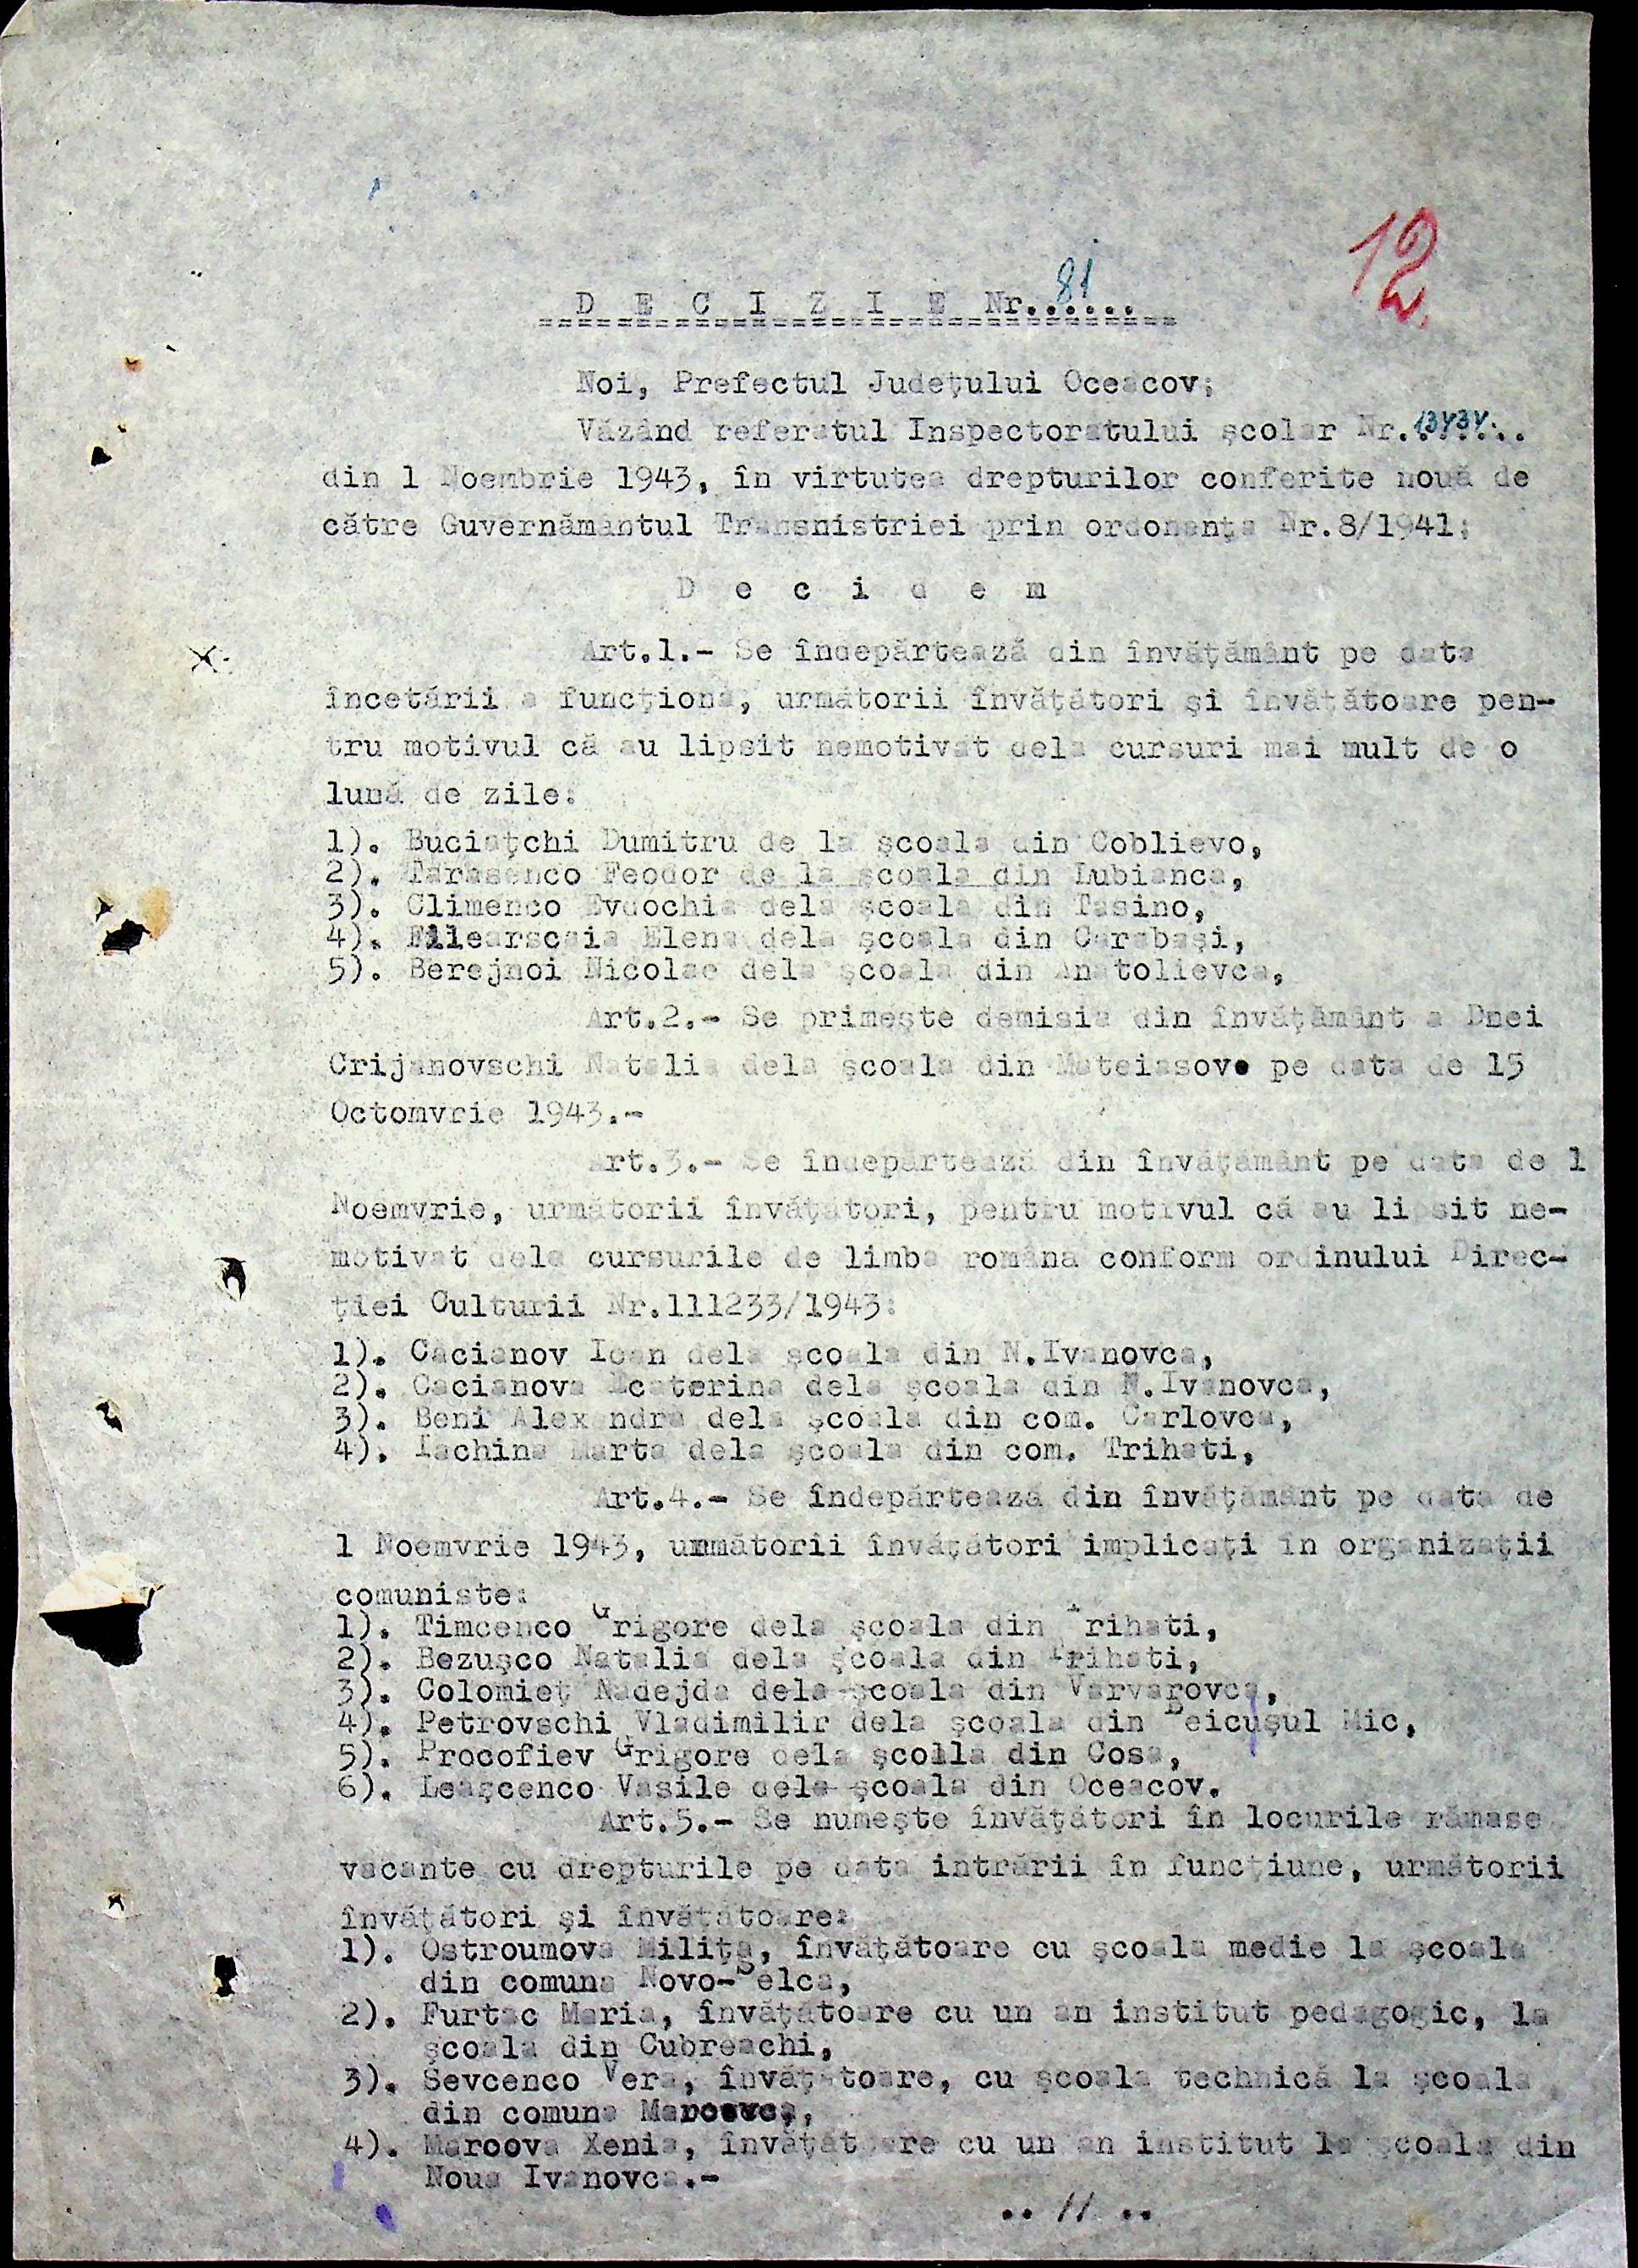 12
D E C I Z I E Nr...81...
Noi, Prefectul Judeţului Oceacov;
Văzând referatul Inspectoratului şcolar Nr.13434..
din 1 Noembrie 1943, în virtutea drepturilor conferite nouă de
către Guvernământul Transnistriei prin ordonanţa Nr.8/1941;
D e c i d e m
Art.1.- Se îndepărtează din învăţământ pe data
încetării a funcţiona, următorii învăţători şi învăţătoare pen-
tru motivul că au lipsit nemotivat dela cursuri mai mult de o
lună de zile:
1). Buciaţchi Dumitru de la şcoala din Coblievo,
2). Tarasenco Feodor de la şcoala din Lubianca,
3). Climenco Evdochia dela şcoala din Tasino,
4). Filearscaia Elena dela şcoala din Carabaşi,
5). Berejnoi Nicolae dela şcoala din Anatolievca,
Art.2.- Se primeşte demisia din învăţământ a Dnei
Crijanovschi Natalia dela şcoala din Mateiasovo pe data de 15
Octomvrie 1943.-
Art.3.- Se îndepărtează din învăţământ pe data de 1
Noemvrie, următorii învăţători, pentru motivul că au lipsit ne-
motivat dela cursurile de limba română conform ordinului Direc-
ţiei Culturii Nr.111233/1943:
1). Cacianov Ioan dela şcoala din N.Ivanovca,
2). Cacianova Ecaterina dela şcoala din N.Ivanovca,
3). Beni Alexandra dela şcoala din com. Carlovca,
4). Iachina Marta dela şcoala din com. Trihati,
Art.4.- Se îndepărtează din învăţământ pe data de
1 Noemvrie 1943, unmătorii învăţători implicaţi în organizaţii
comuniste:
1). Timcenco Grigore dela şcoala din Trihati,
2). Bezuşco Natalia dela şcoala din Trihati,
3). Colomieţ Nadejda dela şcoala din Varvarovca,
4). Petrovschi Vladimilir dela şcoala din Beicuşul Mic,
5). Procofiev Grigore dela şcolla din Cosa,
6). Leaşcenco Vasile dela şcoala din Oceacov.
Art.5.- Se numeşte învăţători în locurile rămase
vacante cu drepturile pe data intrării în funcţiune, următorii
învăţători şi învăţătoare:
1). Ostroumova Miliţa, învăţătoare cu şcoala medie la şcoala
din comuna Novo-Selca,
2). Furtac Maria, învăţătoare cu un an institut pedagogic, la
şcoala din Cubreachi,
3). Sevcenco Vera, învăţătoare, cu şcoala technică la şcoala
din comuna
4). Marcova Xenia, învăţătoare cu un an institut la şcoala din
Noua Ivanovca.-
.. // ..